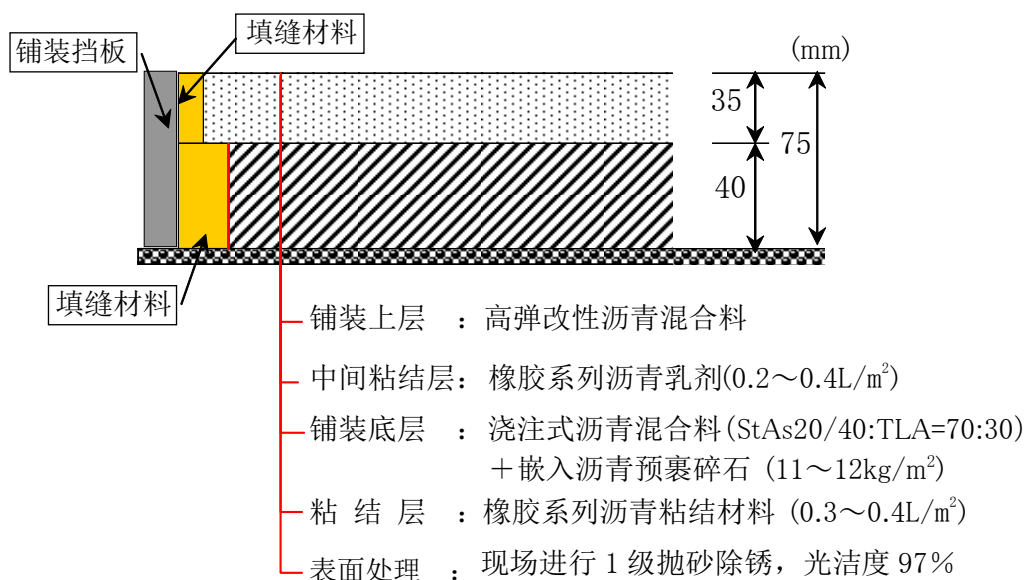 填缝材料
铺装挡板
(mm)
35
75
40
填缝材料
铺装上层 ：高弹改性沥青混合料
中间粘结层：橡胶系列沥青乳剂(0.2～0.4L/m²)
铺装底层 ：浇注式沥青混合料(StAs20/40:TLA=70:30)
＋嵌入沥青预裹碎石 (11～12kg/m²)
粘 结 层 ：橡胶系列沥青粘结材料 (0.3～0.4L/m²)
表面处理 ：现场进行 1 级抛砂除锈，光洁度 97％